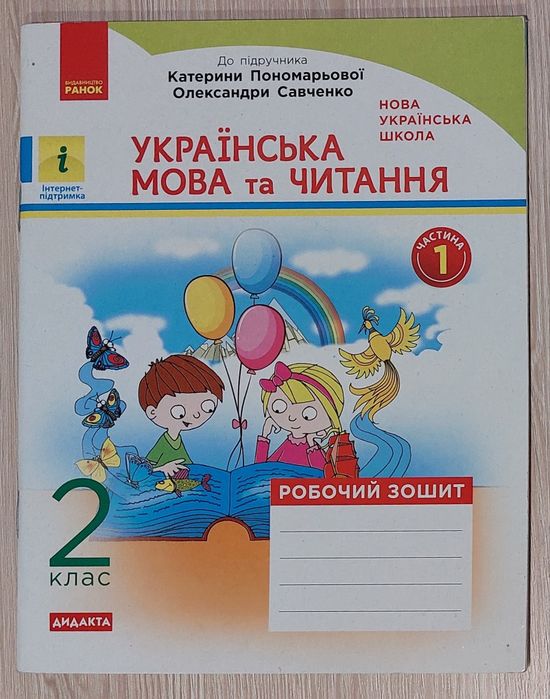 ВИДАВНИЦТВО
РАНОК
До підручника
Катерини Пономарьової
Олександри Савченко
НОВА
УКРАЇНСЬКА
ШКОЛА
і
Інтернет-
підтримка
УКРАЇНСЬКА
МОВА та ЧИТАННЯ
ЧАСТИНА
1
РОБОЧИЙ ЗОШИТ
2
клас
ДИДАКТА